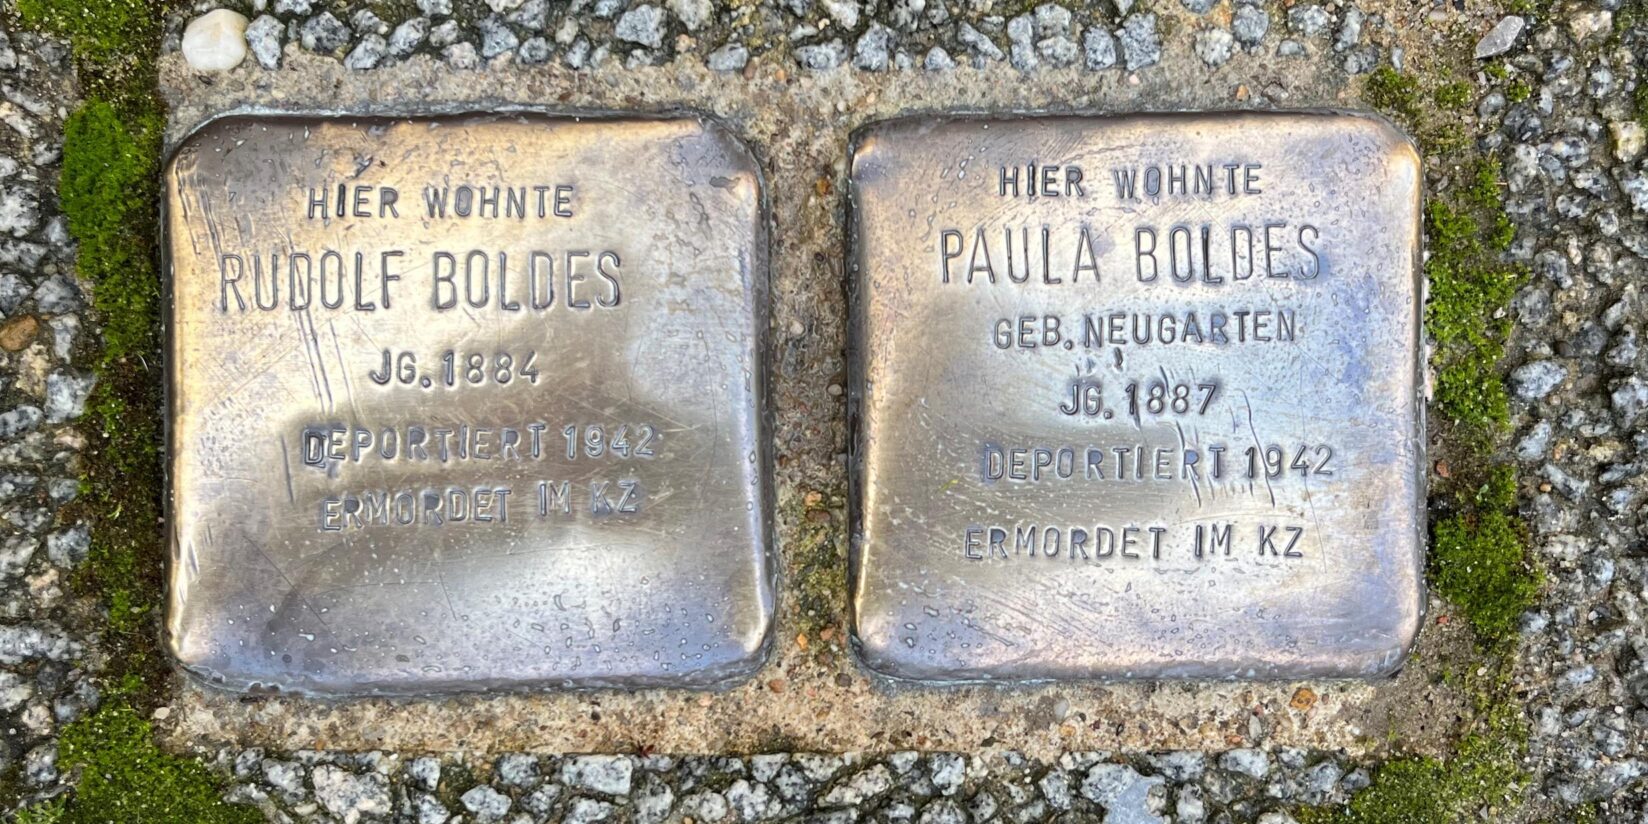 HIER WOHNTE
RUDOLF BOLDES
JG. 1884
DEPORTIERT 1942
ERMORDET IM KZ
HIER WOHNTE
PAULA BOLDES
GEB. NEUGARTEN
JG. 1887
DEPORTIERT 1942
ERMORDET IM KZ